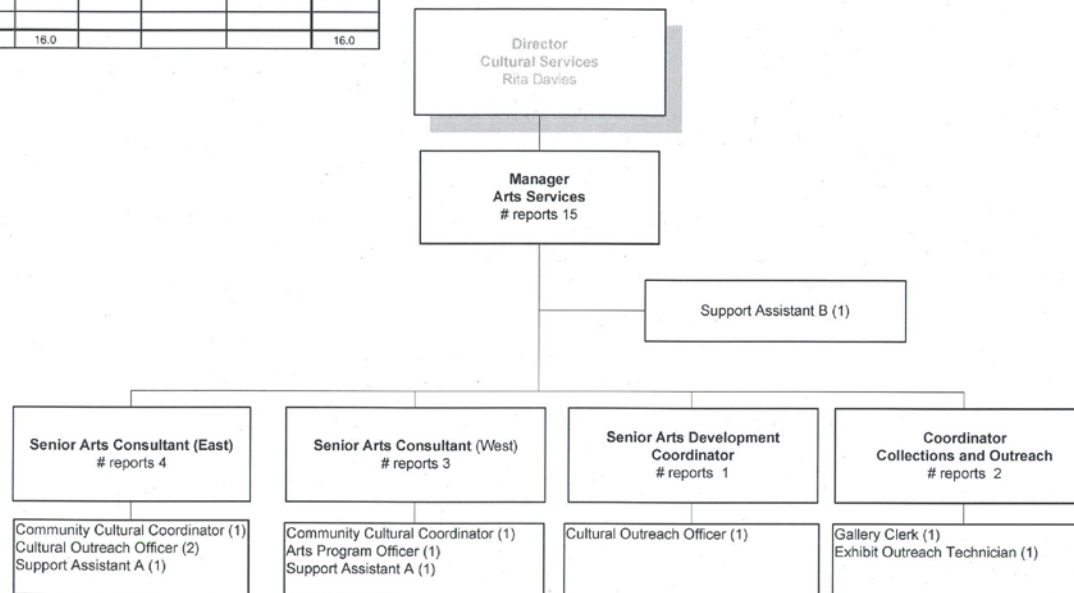 16.0 16.0
Director
Cultural Services
Rita Davies
Manager
Arts Services
# reports 15
Support Assistant B (1)
Senior Arts Consultant (East)
# reports 4
Senior Arts Consultant (West)
# reports 3
Senior Arts Development
Coordinator
# reports 1
Coordinator
Collections and Outreach
# reports 2
Community Cultural Coordinator (1)
Cultural Outreach Officer (2)
Support Assistant A (1)
Community Cultural Coordinator (1)
Arts Program Officer (1)
Support Assistant A (1)
Cultural Outreach Officer (1)
Gallery Clerk (1)
Exhibit Outreach Technician (1)